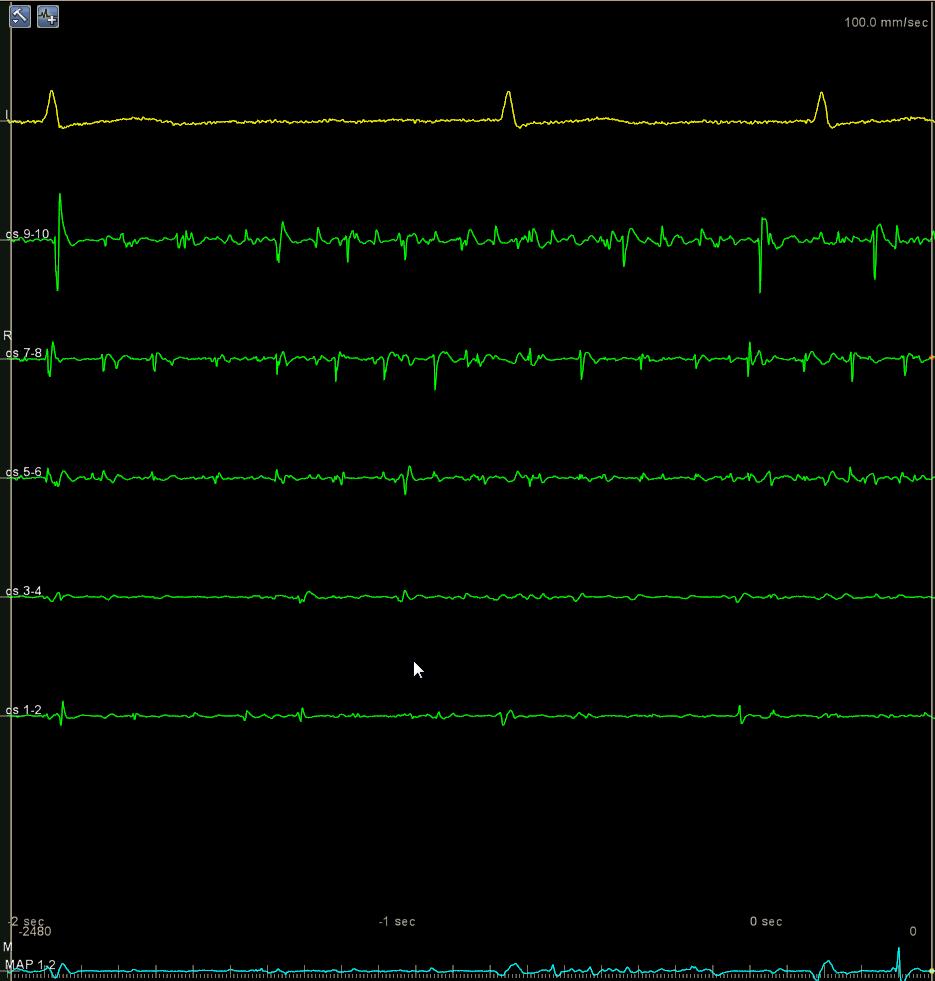 100.0 mm/sec
I
cs 9-10
R
cs 7-8
cs 5-6
cs 3-4
cs 1-2
-2 sec
-1 sec
0 sec
-2480
0
M
MAP 1-2